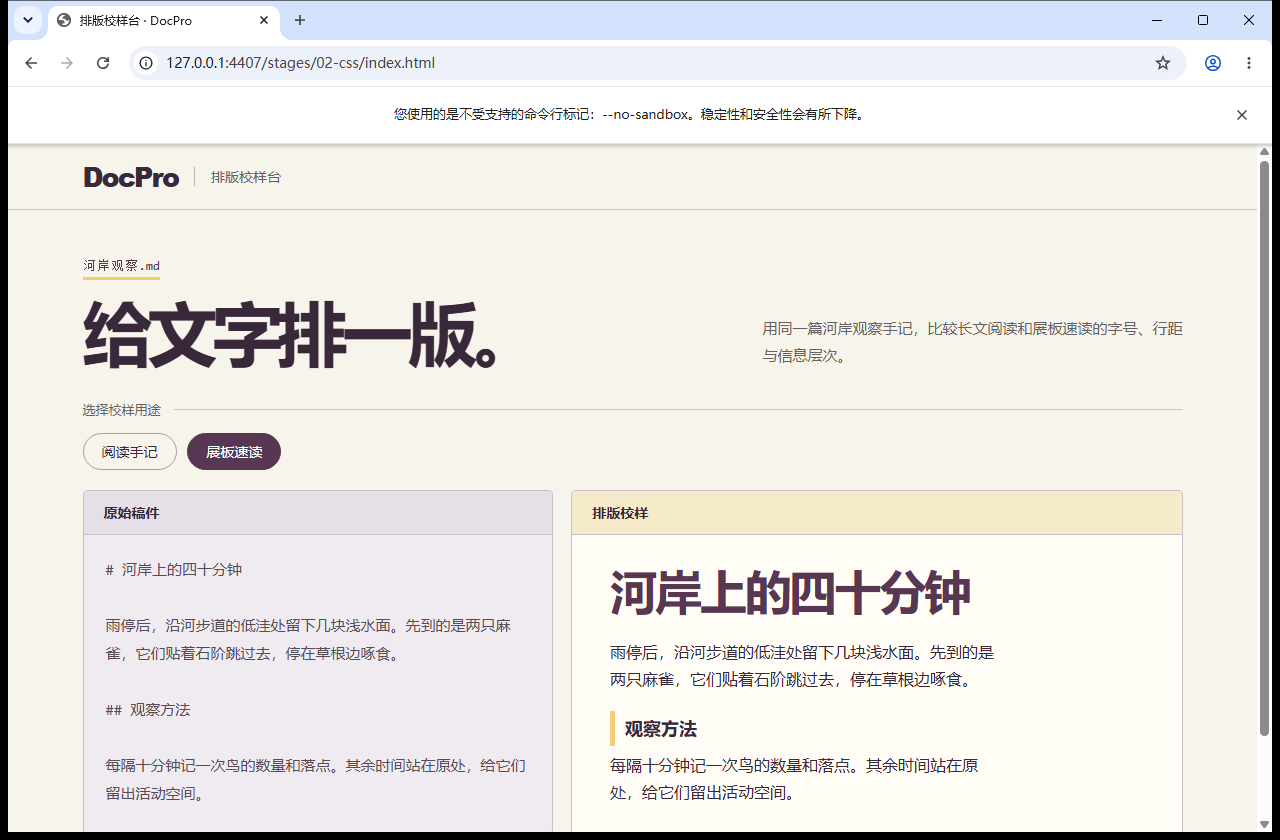 排版校样台 · DocPro
127.0.0.1:4407/stages/02-css/index.html
您使用的是不受支持的命令行标记：--no-sandbox。稳定性和安全性会有所下降。
DocPro
排版校样台
河岸观察.md
给文字排一版。
用同一篇河岸观察手记，比较长文阅读和展板速读的字号、行距
与信息层次。
选择校样用途
阅读手记
展板速读
原始稿件
# 河岸上的四十分钟
雨停后，沿河步道的低洼处留下几块浅水面。先到的是两只麻
雀，它们贴着石阶跳过去，停在草根边啄食。
## 观察方法
每隔十分钟记一次鸟的数量和落点。其余时间站在原处，给它们
留出活动空间。
排版校样
河岸上的四十分钟
雨停后，沿河步道的低洼处留下几块浅水面。先到的是
两只麻雀，它们贴着石阶跳过去，停在草根边啄食。
观察方法
每隔十分钟记一次鸟的数量和落点。其余时间站在原
处，给它们留出活动空间。